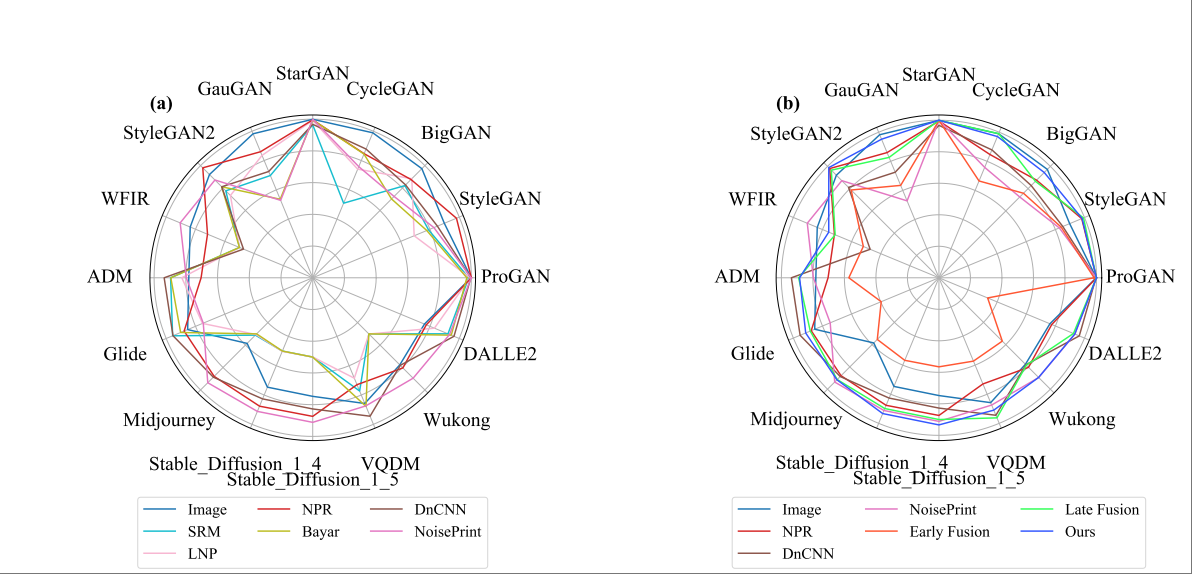 (a)
StarGAN
CycleGAN
GauGAN
BigGAN
StyleGAN2
StyleGAN
WFIR
ProGAN
ADM
DALLE2
Glide
Wukong
Midjourney
VQDM
Stable_Diffusion_1_4
Stable_Diffusion_1_5
Image NPR DnCNN
SRM Bayar NoisePrint
LNP
(b)
StarGAN
CycleGAN
GauGAN
BigGAN
StyleGAN2
StyleGAN
WFIR
ProGAN
ADM
DALLE2
Glide
Wukong
Midjourney
VQDM
Stable_Diffusion_1_4
Stable_Diffusion_1_5
Image NoisePrint Late Fusion
NPR Early Fusion Ours
DnCNN